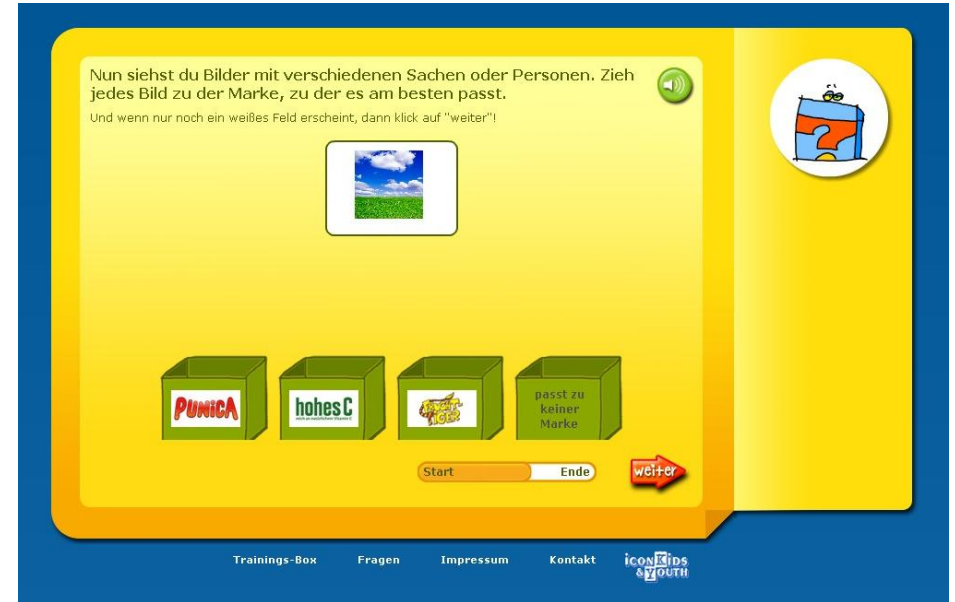 Nun siehst du Bilder mit verschiedenen Sachen oder Personen. Zieh
jedes Bild zu der Marke, zu der es am besten passt.
Und wenn nur noch ein weißes Feld erscheint, dann klick auf "weiter"!
?
PUNICA
hohes C
FRUCHT
TIGER
passt zu
keiner
Marke
Start
Ende
weiter
Trainings-Box
Fragen
Impressum
Kontakt
iconKids
&YOUTH